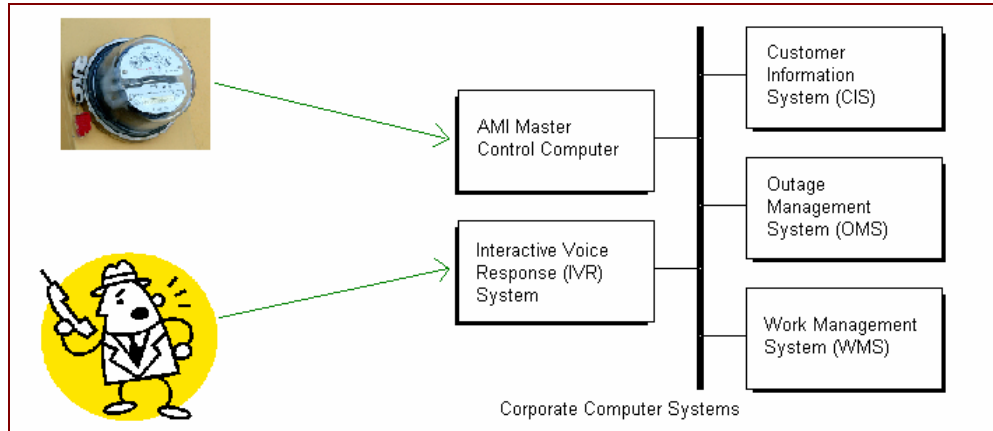 AMI Master
Control Computer
Interactive Voice
Response (IVR)
System
Customer
Information
System (CIS)
Outage
Management
System (OMS)
Work Management
System (WMS)
Corporate Computer Systems